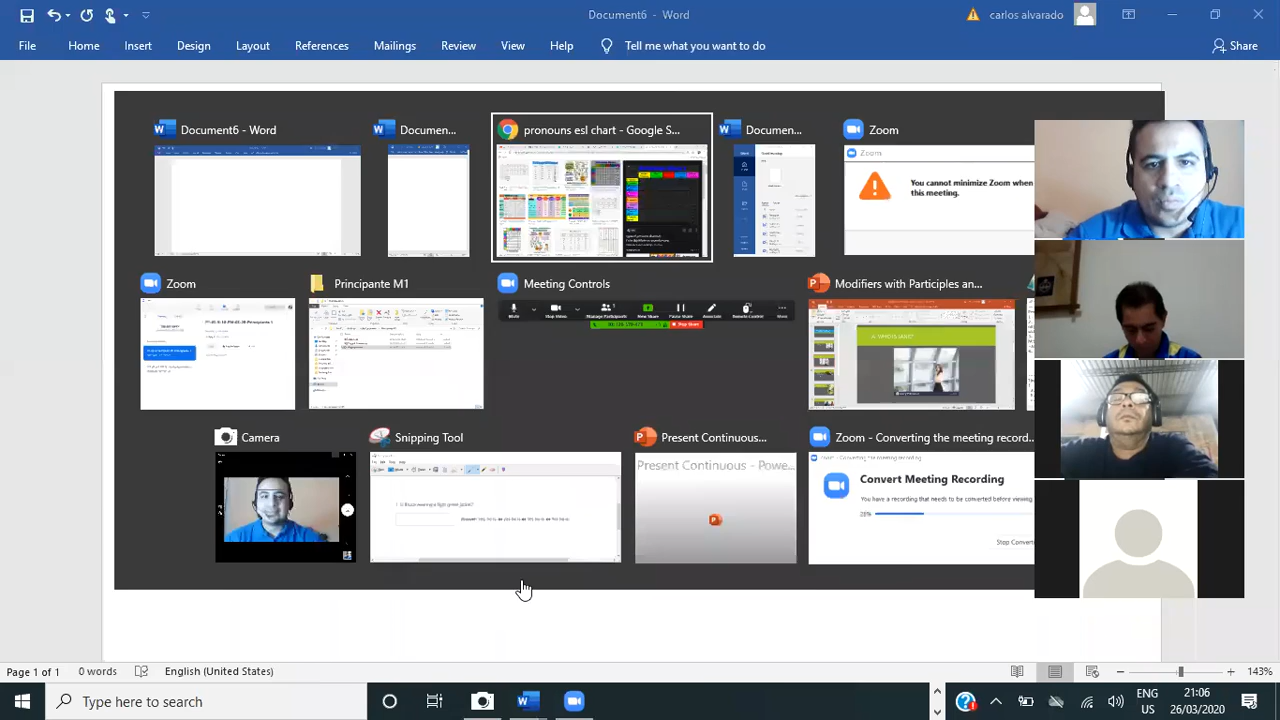 Document6 - Word
carlos alvarado
File
Home
Insert
Design
Layout
References
Mailings
Review
View
Help
Tell me what you want to do
Share
Document6 - Word
Documen...
pronouns esl chart - Google S...
Documen...
Zoom
Zoom
You cannot minimize Zoom when
this meeting.
Zoom
Principante M1
Meeting Controls
Modifiers with Participles an...
Camera
Snipping Tool
Present Continuous...
Zoom - Converting the meeting record...
Present Continuous - Powe...
Convert Meeting Recording
You have a recording that needs to be converted before viewing
28%
Page 1 of 1
0 words
English (United States)
143%
Type here to search
ENG
US
21:06
26/03/2020